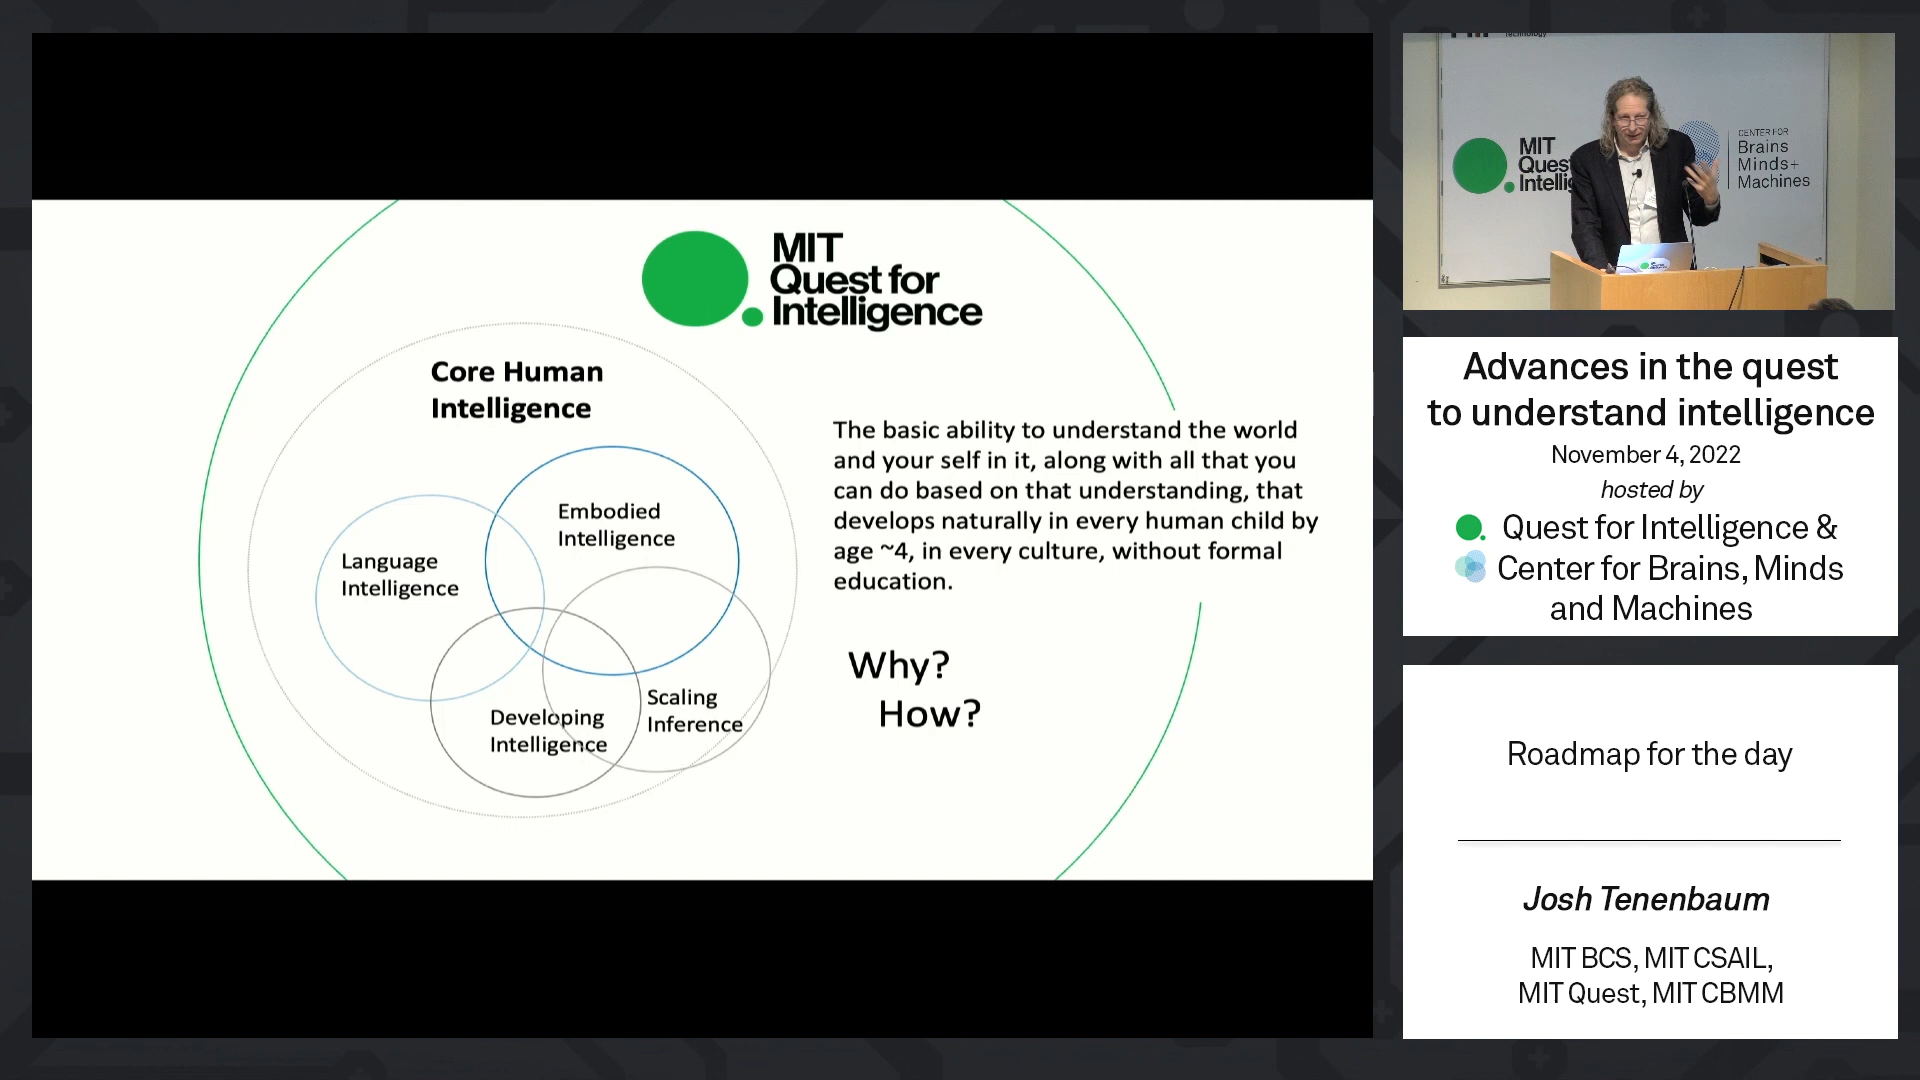 MIT
Quest for
Intelligence
Core Human
Intelligence
Embodied
Intelligence
Language
Intelligence
Developing
Intelligence
Scaling
Inference
The basic ability to understand the world
and your self in it, along with all that you
can do based on that understanding, that
develops naturally in every human child by
age ~4, in every culture, without formal
education.
Why?
How?
Technology
MIT
Ques
Intellig
CENTER FOR
Brains
Minds+
Machines
Advances in the quest
to understand intelligence
November 4, 2022
hosted by
Quest for Intelligence &
Center for Brains, Minds
and Machines
Roadmap for the day
Josh Tenenbaum
MIT BCS, MIT CSAIL,
MIT Quest, MIT CBMM